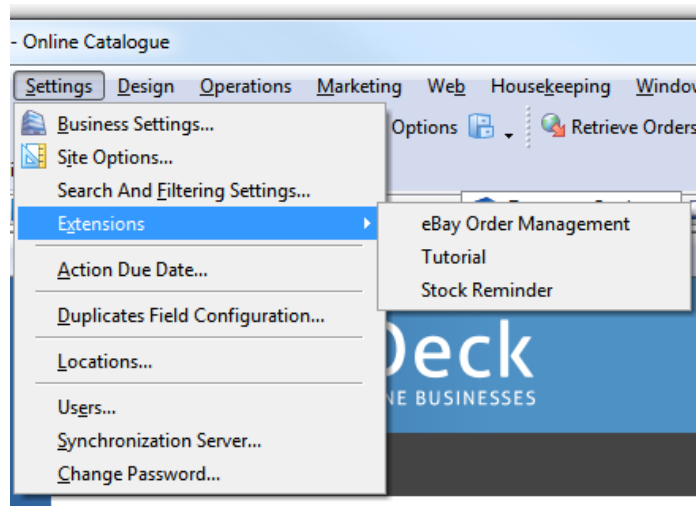 - Online Catalogue
Settings Design Operations Marketing Web Housekeeping Window
Business Settings... Options Retrieve Orders
Site Options...
Search And Filtering Settings...
Extensions eBay Order Management
Tutorial
Stock Reminder
Action Due Date...
Duplicates Field Configuration...
Locations...
Deck
NE BUSINESSES
Users...
Synchronization Server...
Change Password...